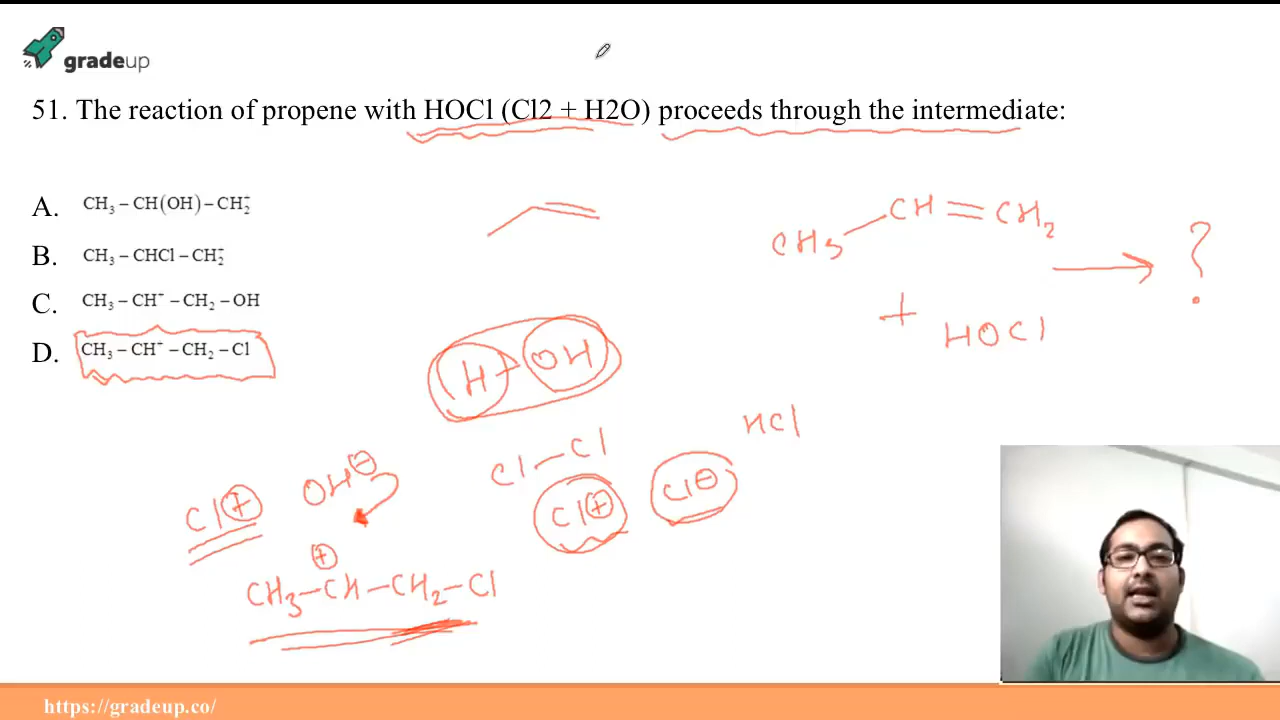 gradeup
51. The reaction of propene with HOCl (Cl2 + H2O) proceeds through the intermediate:
A. CH₃ – CH(OH) – CH₂⁺
B. CH₃ – CHCl – CH₂⁺
C. CH₃ – CH⁺ – CH₂ – OH
D. CH₃ – CH⁺ – CH₂ – Cl
CH₃ CH = CH₂
+ HOCl
?
H – OH
HCl
Cl – Cl
Cl⊕ Cl⊖
Cl⊕ OH⊖
⊕
CH₃ – CH – CH₂ – Cl
https://gradeup.co/